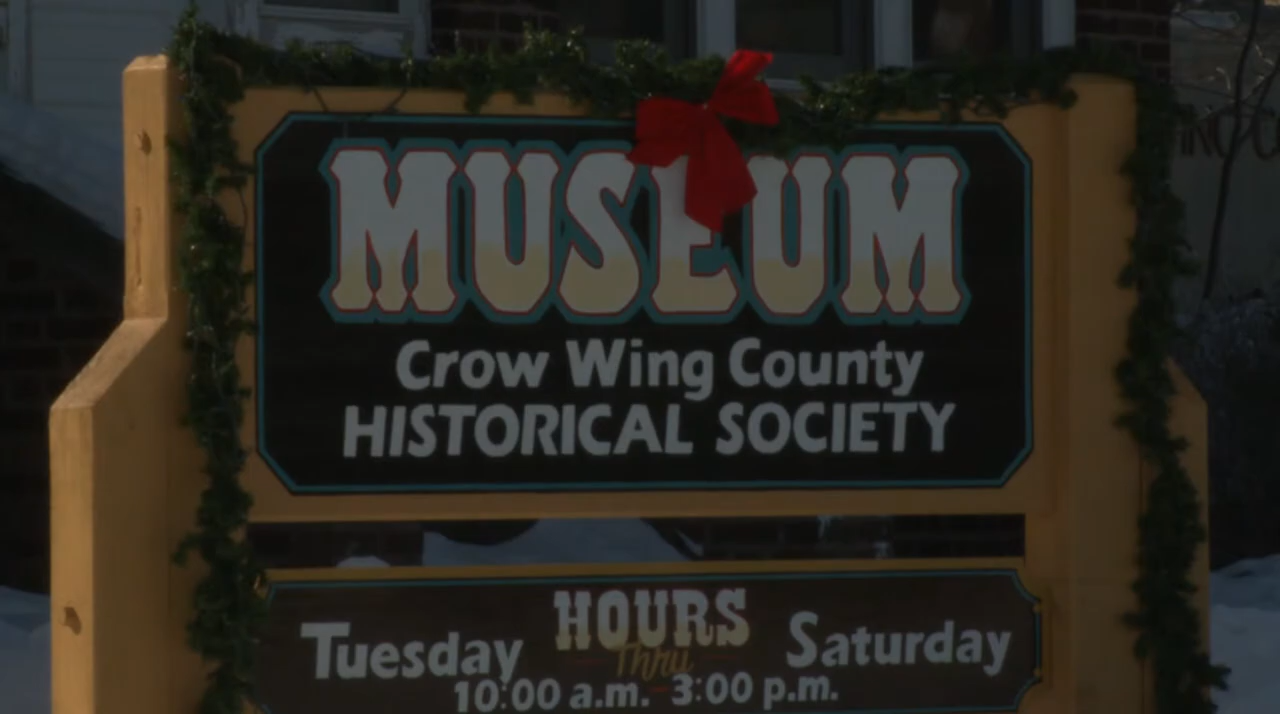 MUSEUM
Crow Wing County
HISTORICAL SOCIETY
HOURS
Tuesday Thru Saturday
10:00 a.m. - 3:00 p.m.